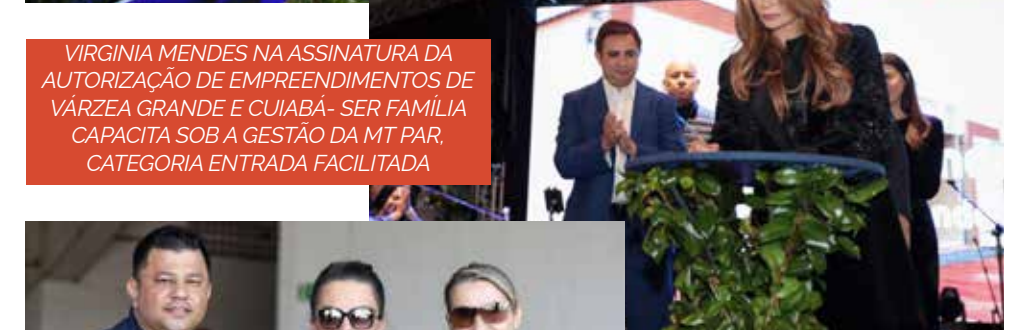 VIRGINIA MENDES NA ASSINATURA DA
AUTORIZAÇÃO DE EMPREENDIMENTOS DE
VÁRZEA GRANDE E CUIABÁ- SER FAMÍLIA
CAPACITA SOB A GESTÃO DA MT PAR,
CATEGORIA ENTRADA FACILITADA